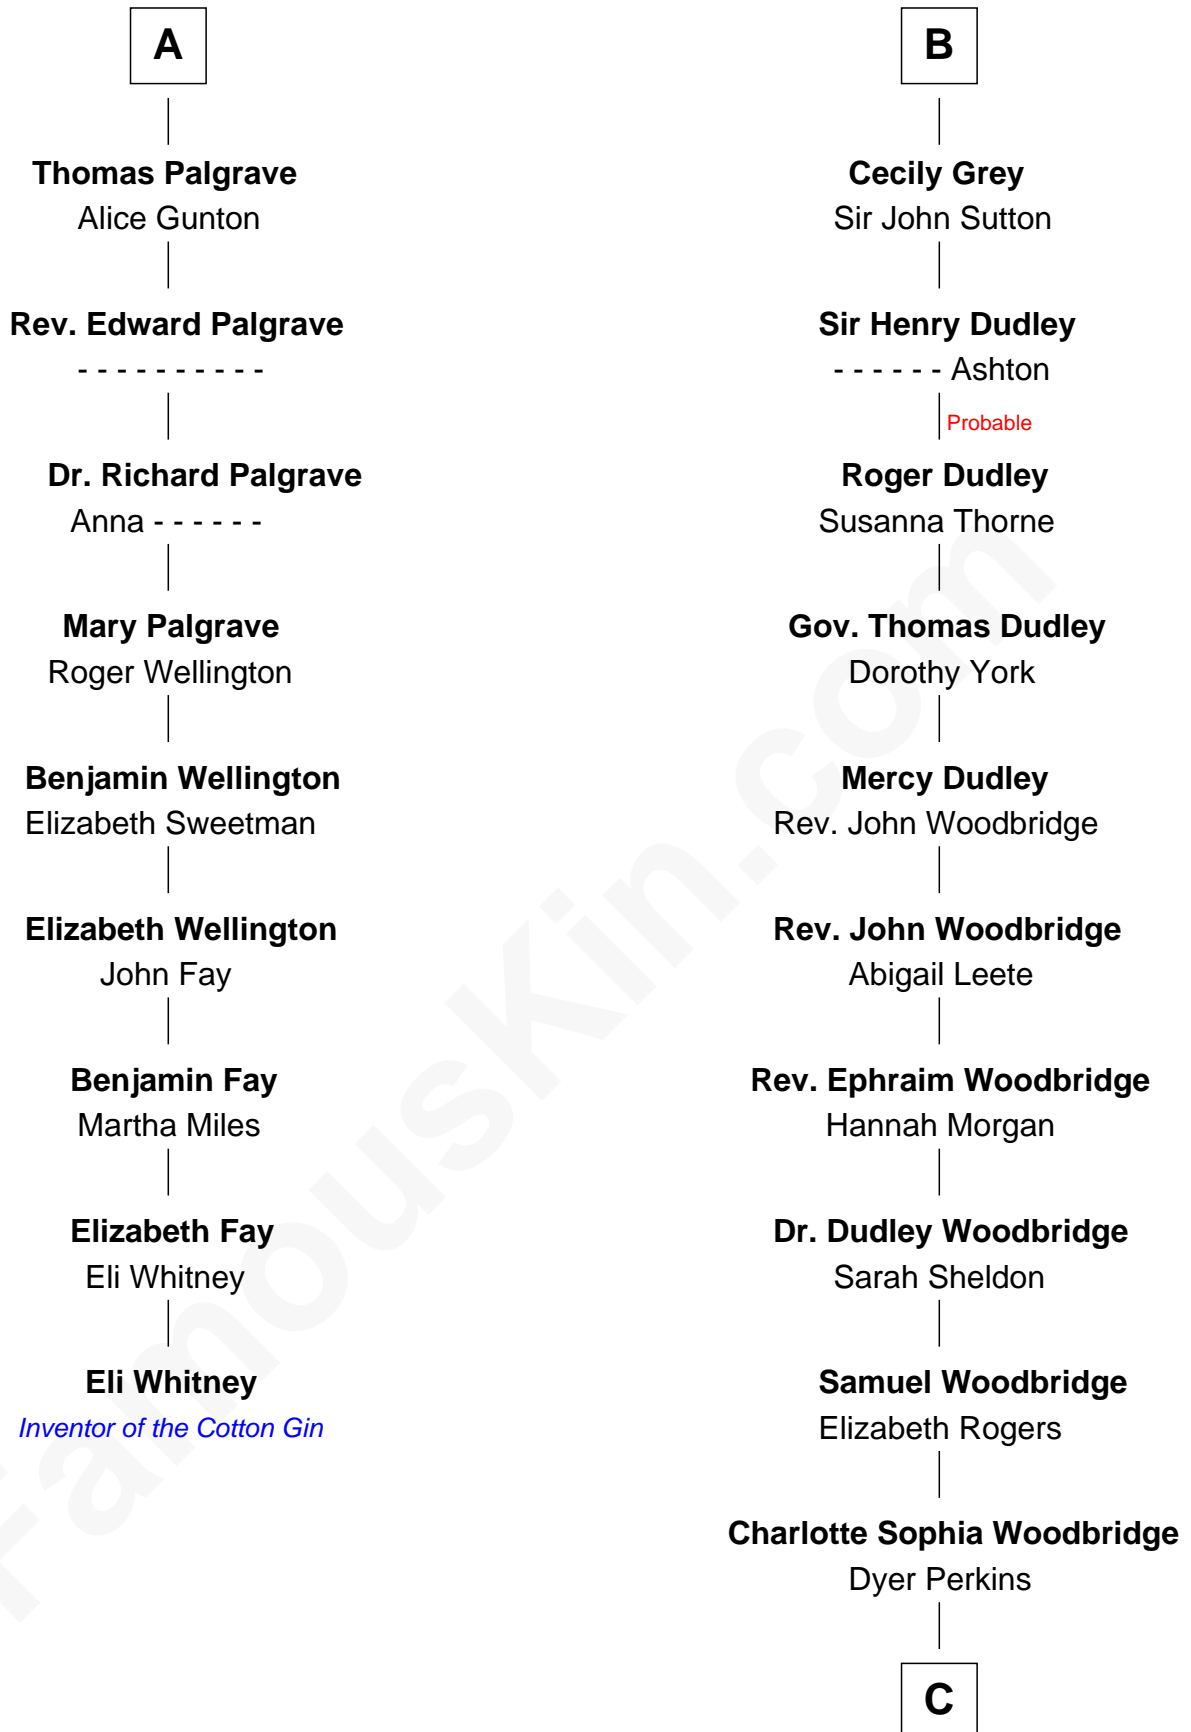 A
Thomas Palgrave
Alice Gunton
Rev. Edward Palgrave
- - - - - - - - - -
Dr. Richard Palgrave
Anna - - - - - -
Mary Palgrave
Roger Wellington
Benjamin Wellington
Elizabeth Sweetman
Elizabeth Wellington
John Fay
Benjamin Fay
Martha Miles
Elizabeth Fay
Eli Whitney
Eli Whitney
Inventor of the Cotton Gin
B
Cecily Grey
Sir John Sutton
Sir Henry Dudley
- - - - - - Ashton
Probable
Roger Dudley
Susanna Thorne
Gov. Thomas Dudley
Dorothy York
Mercy Dudley
Rev. John Woodbridge
Rev. John Woodbridge
Abigail Leete
Rev. Ephraim Woodbridge
Hannah Morgan
Dr. Dudley Woodbridge
Sarah Sheldon
Samuel Woodbridge
Elizabeth Rogers
Charlotte Sophia Woodbridge
Dyer Perkins
C
FamousKin.com